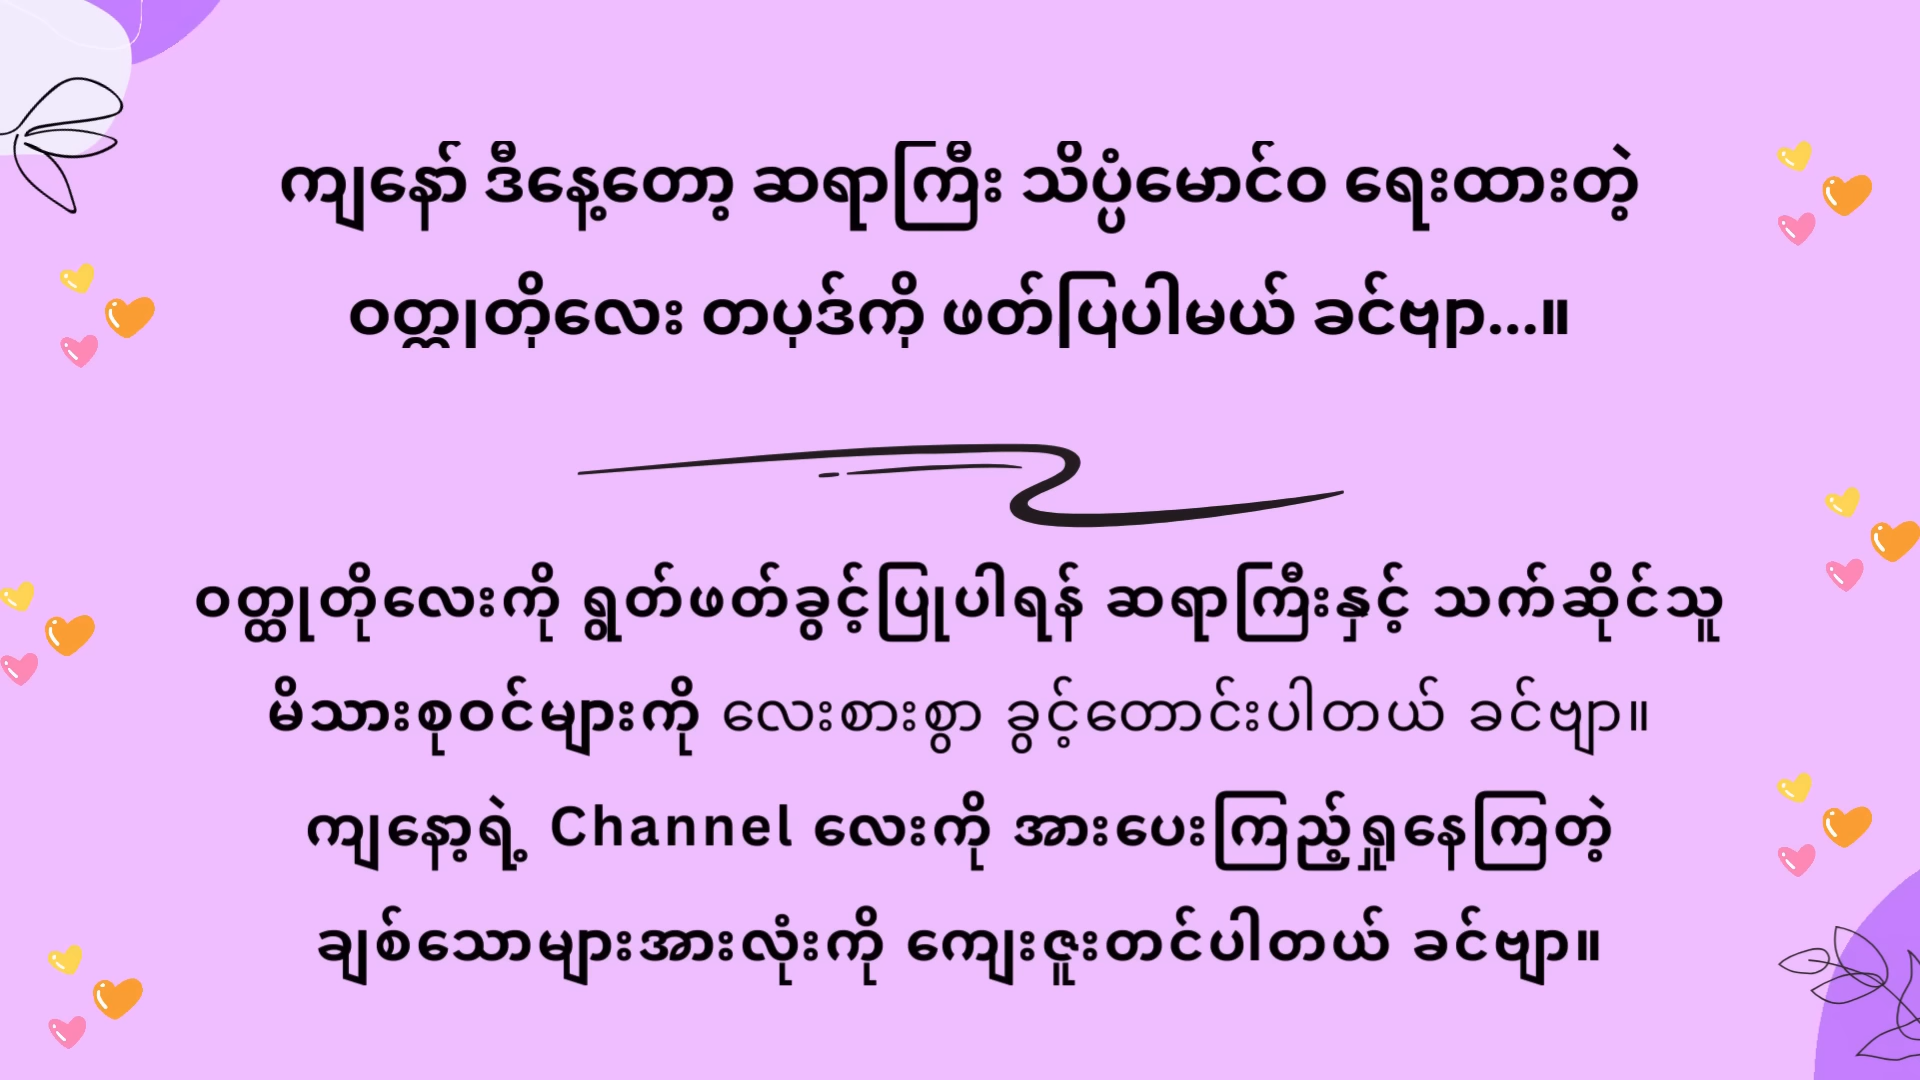 ကျနော် ဒီနေ့တော့ ဆရာကြီး သိပ္ပံမောင်ဝ ရေးထားတဲ့
ဝတ္ထုတိုလေး တပုဒ်ကို ဖတ်ပြပါမယ် ခင်ဗျာ...။
ဝတ္ထုတိုလေးကို ရွတ်ဖတ်ခွင့်ပြုပါရန် ဆရာကြီးနှင့် သက်ဆိုင်သူ
မိသားစုဝင်များကို လေးစားစွာ ခွင့်တောင်းပါတယ် ခင်ဗျာ။
ကျနော့ရဲ့ Channel လေးကို အားပေးကြည့်ရှုနေကြတဲ့
ချစ်သောများအားလုံးကို ကျေးဇူးတင်ပါတယ် ခင်ဗျာ။